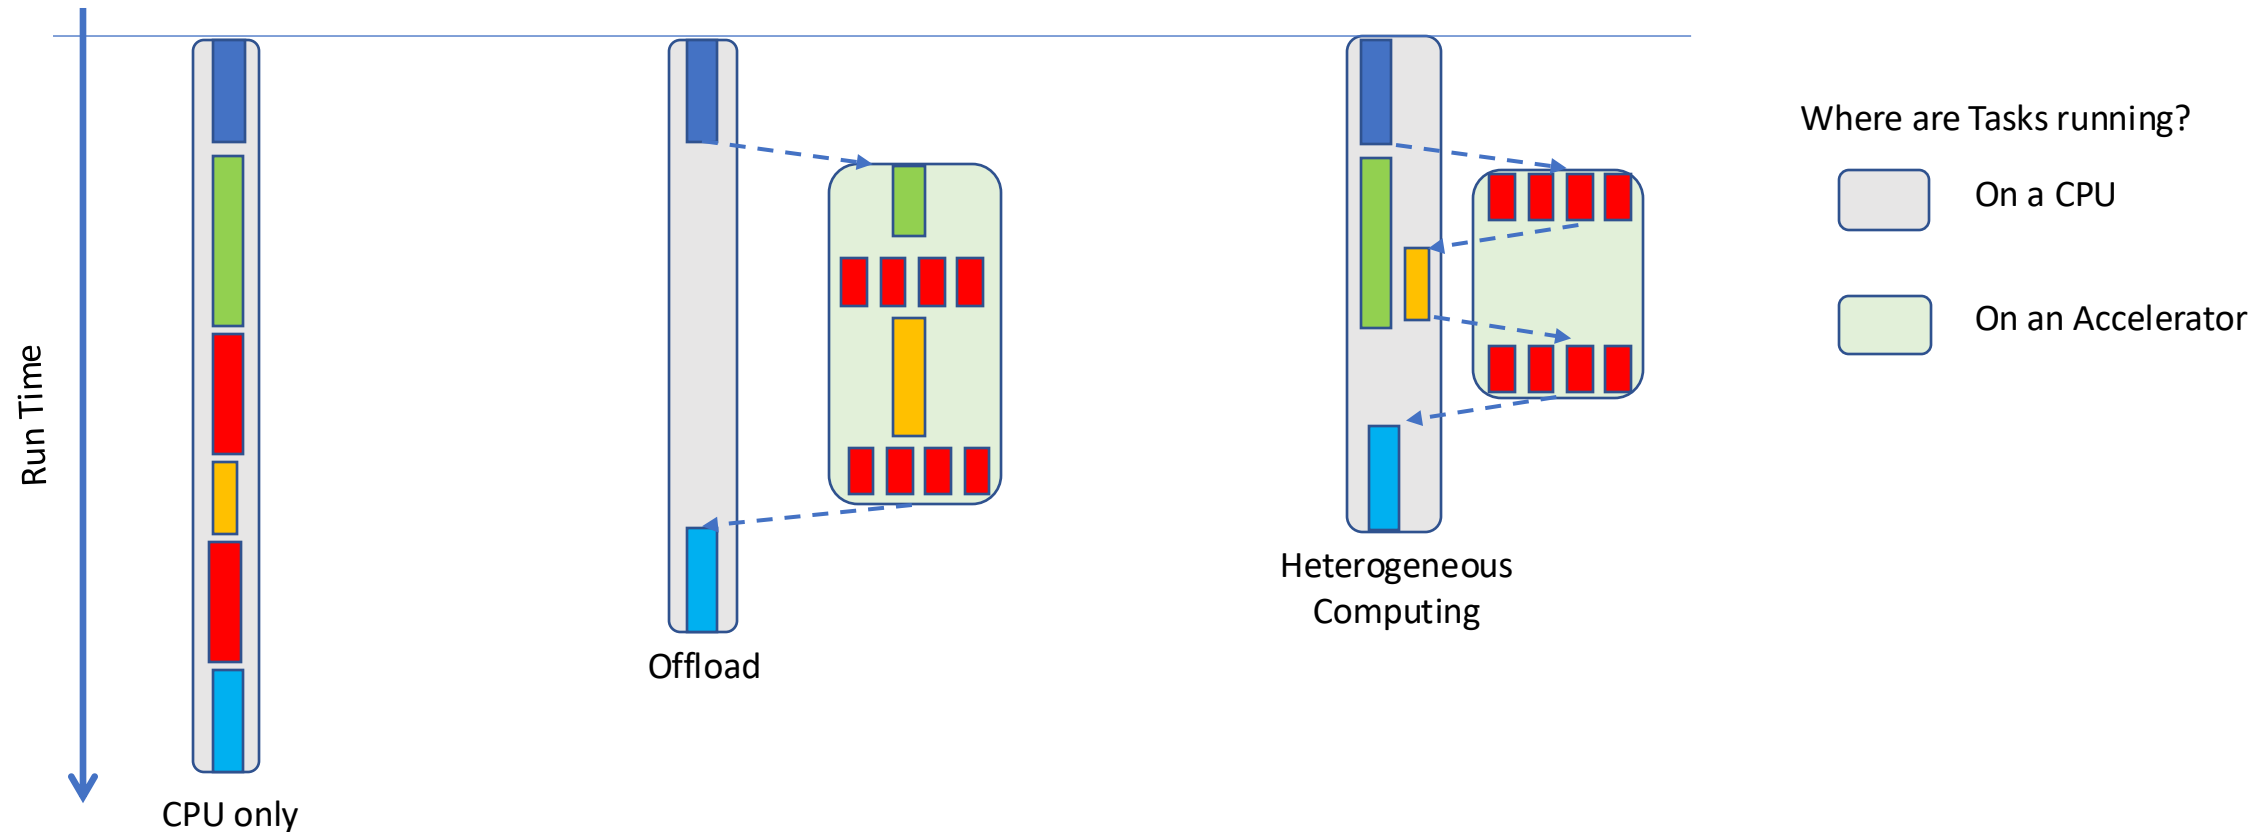 Run Time
CPU only
Offload
Heterogeneous
Computing
Where are Tasks running?
On a CPU
On an Accelerator